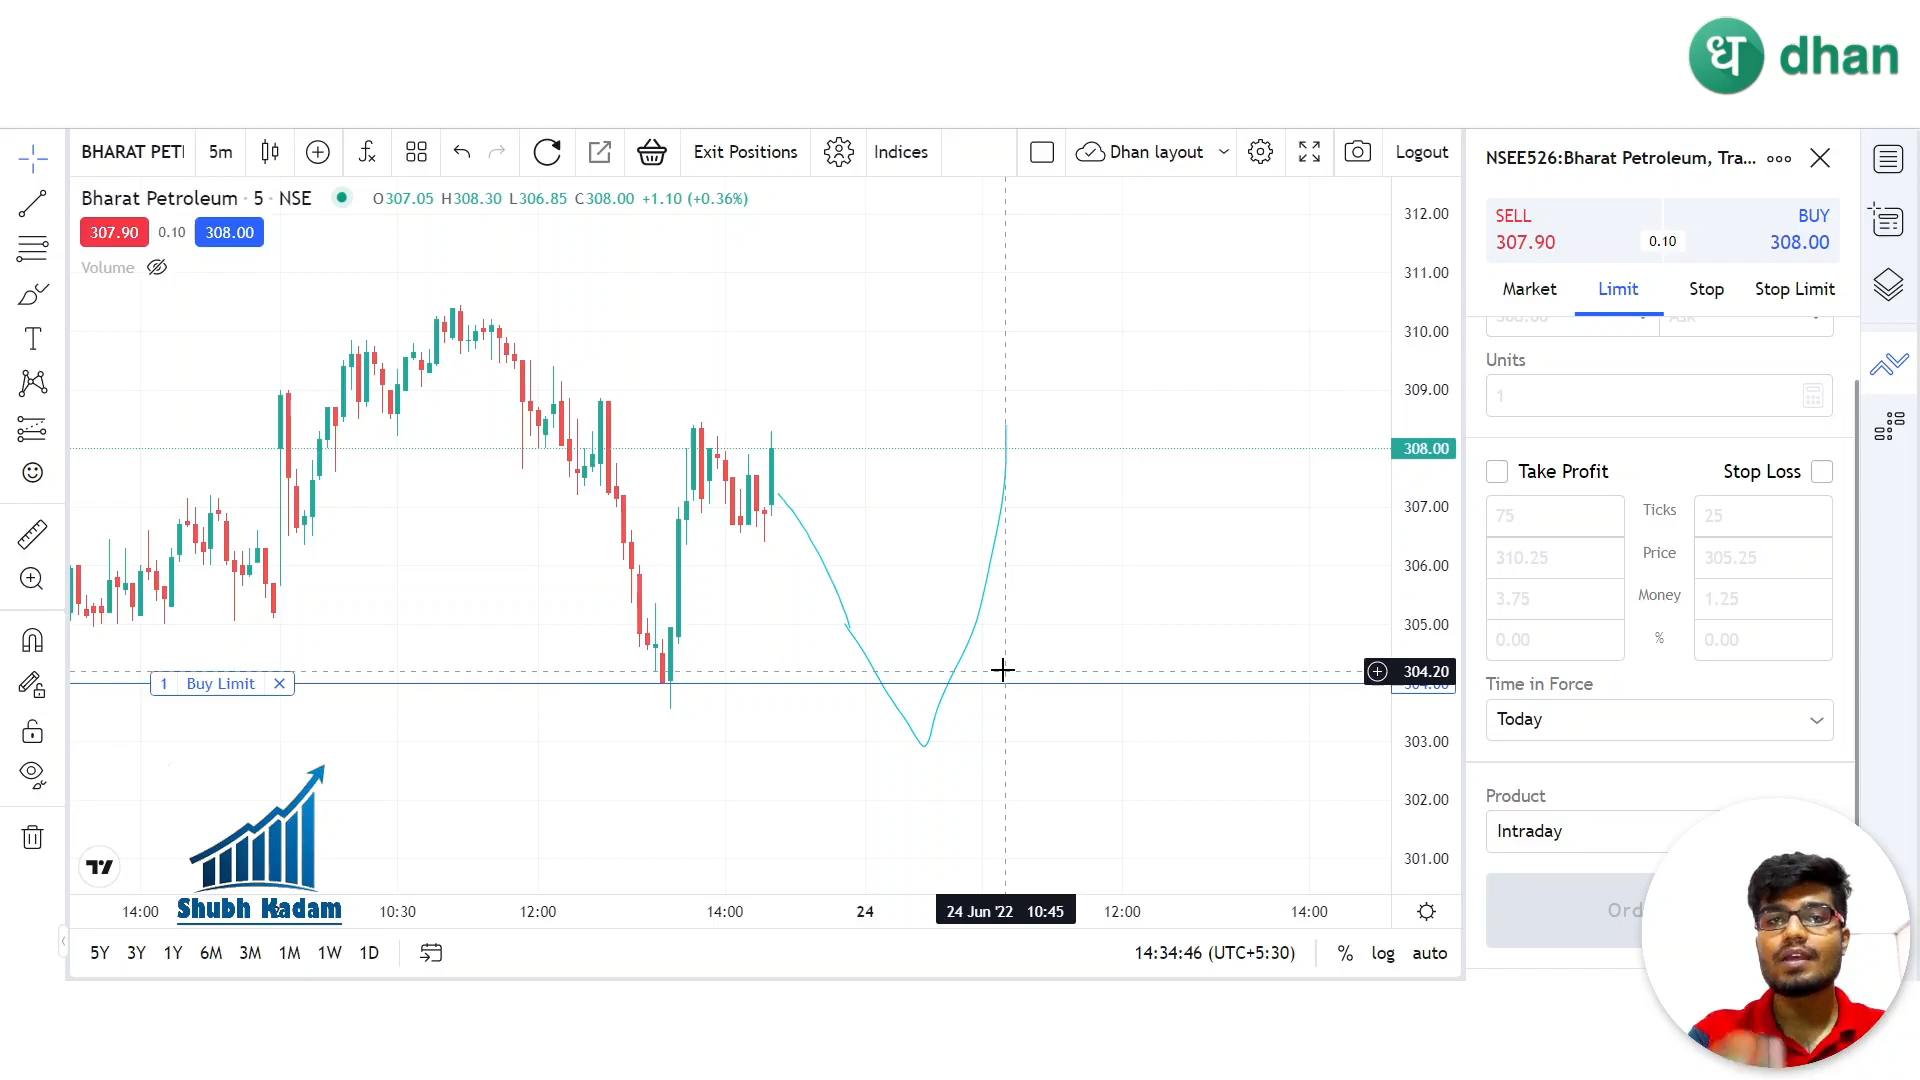 ध dhan
BHARAT PETI 5m Exit Positions Indices Dhan layout Logout
Bharat Petroleum · 5 · NSE O307.05 H308.30 L306.85 C308.00 +1.10 (+0.36%)
307.90 0.10 308.00
Volume
1 Buy Limit
312.00
311.00
310.00
309.00
308.00
307.00
306.00
305.00
304.20
304.00
303.00
302.00
301.00
Shubh Kadam
14:00 10:30 12:00 14:00 24 24 Jun '22 10:45 12:00 14:00
5Y 3Y 1Y 6M 3M 1M 1W 1D 14:34:46 (UTC+5:30) % log auto
NSEE526:Bharat Petroleum, Tra...
SELL BUY
307.90 0.10 308.00
Market Limit Stop Stop Limit
308.00 Ask
Units
1
Take Profit Stop Loss
75 Ticks 25
310.25 Price 305.25
3.75 Money 1.25
0.00 % 0.00
Time in Force
Today
Product
Intraday
Ord